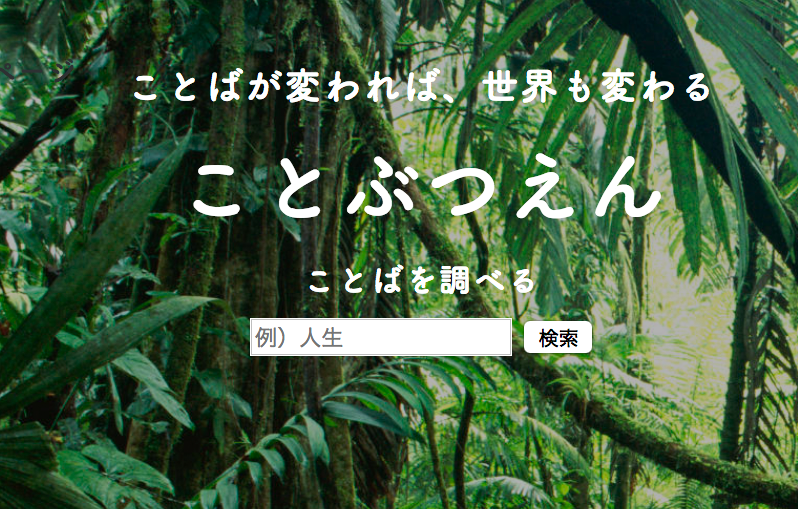 ことばが変われば、世界も変わる
ことぶつえん
ことばを調べる
例）人生
検索